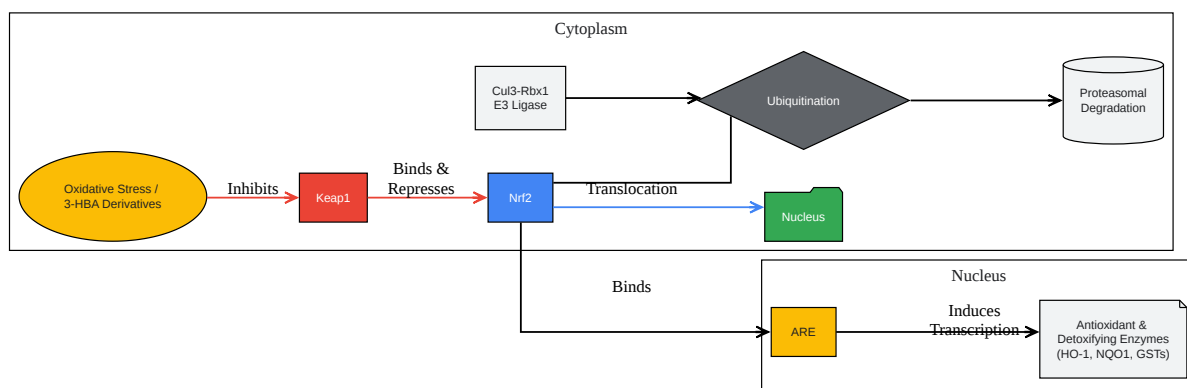 Cytoplasm
Cul3-Rbx1
E3 Ligase
Ubiquitination
Proteasomal
Degradation
Oxidative Stress /
3-HBA Derivatives
Inhibits
Keap1
Binds &
Represses
Nrf2
Translocation
Nucleus
Nucleus
Binds
ARE
Induces
Transcription
Antioxidant &
Detoxifying Enzymes
(HO-1, NQO1, GSTs)